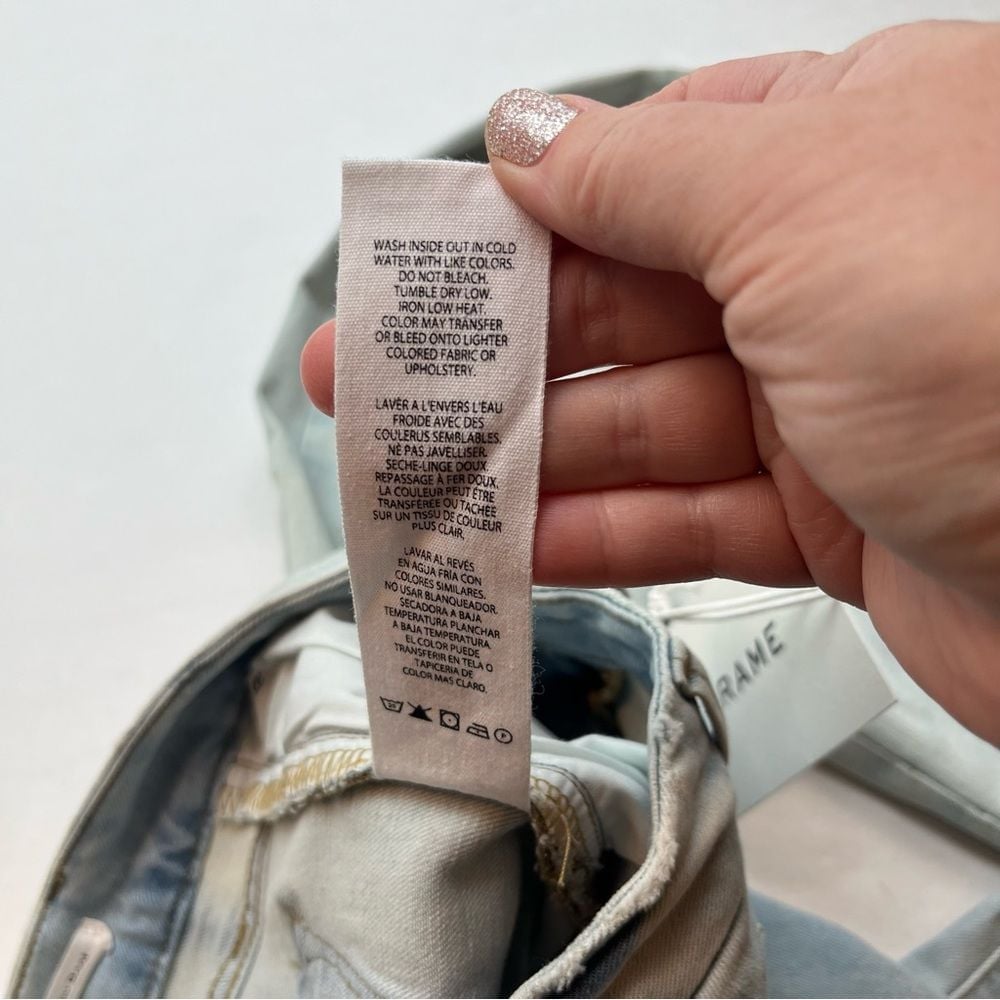 WASH INSIDE OUT IN COLD
WATER WITH LIKE COLORS.
DO NOT BLEACH.
TUMBLE DRY LOW.
IRON LOW HEAT.
COLOR MAY TRANSFER
OR BLEED ONTO LIGHTER
COLORED FABRIC OR
UPHOLSTERY.
LAVER A L'ENVERS L'EAU
FROIDE AVEC DES
COULERUS SEMBLABLES.
NE PAS JAVELLISER.
SECHE-LINGE DOUX.
REPASSAGE À FER DOUX.
LA COULEUR PEUT ÉTRE
TRANSFÉRÉE OU TACHÉE
SUR UN TISSU DE COULEUR
PLUS CLAIR.
LAVAR AL REVÉS
EN AGUA FRÍA CON
COLORES SIMILARES.
NO USAR BLANQUEADOR.
SECADORA A BAJA
TEMPERATURA PLANCHAR
A BAJA TEMPERATURA
EL COLOR PUEDE
TRANSFERIR EN TELA O
TAPICERIA DE
COLOR MAS CLARO.
P
RAME